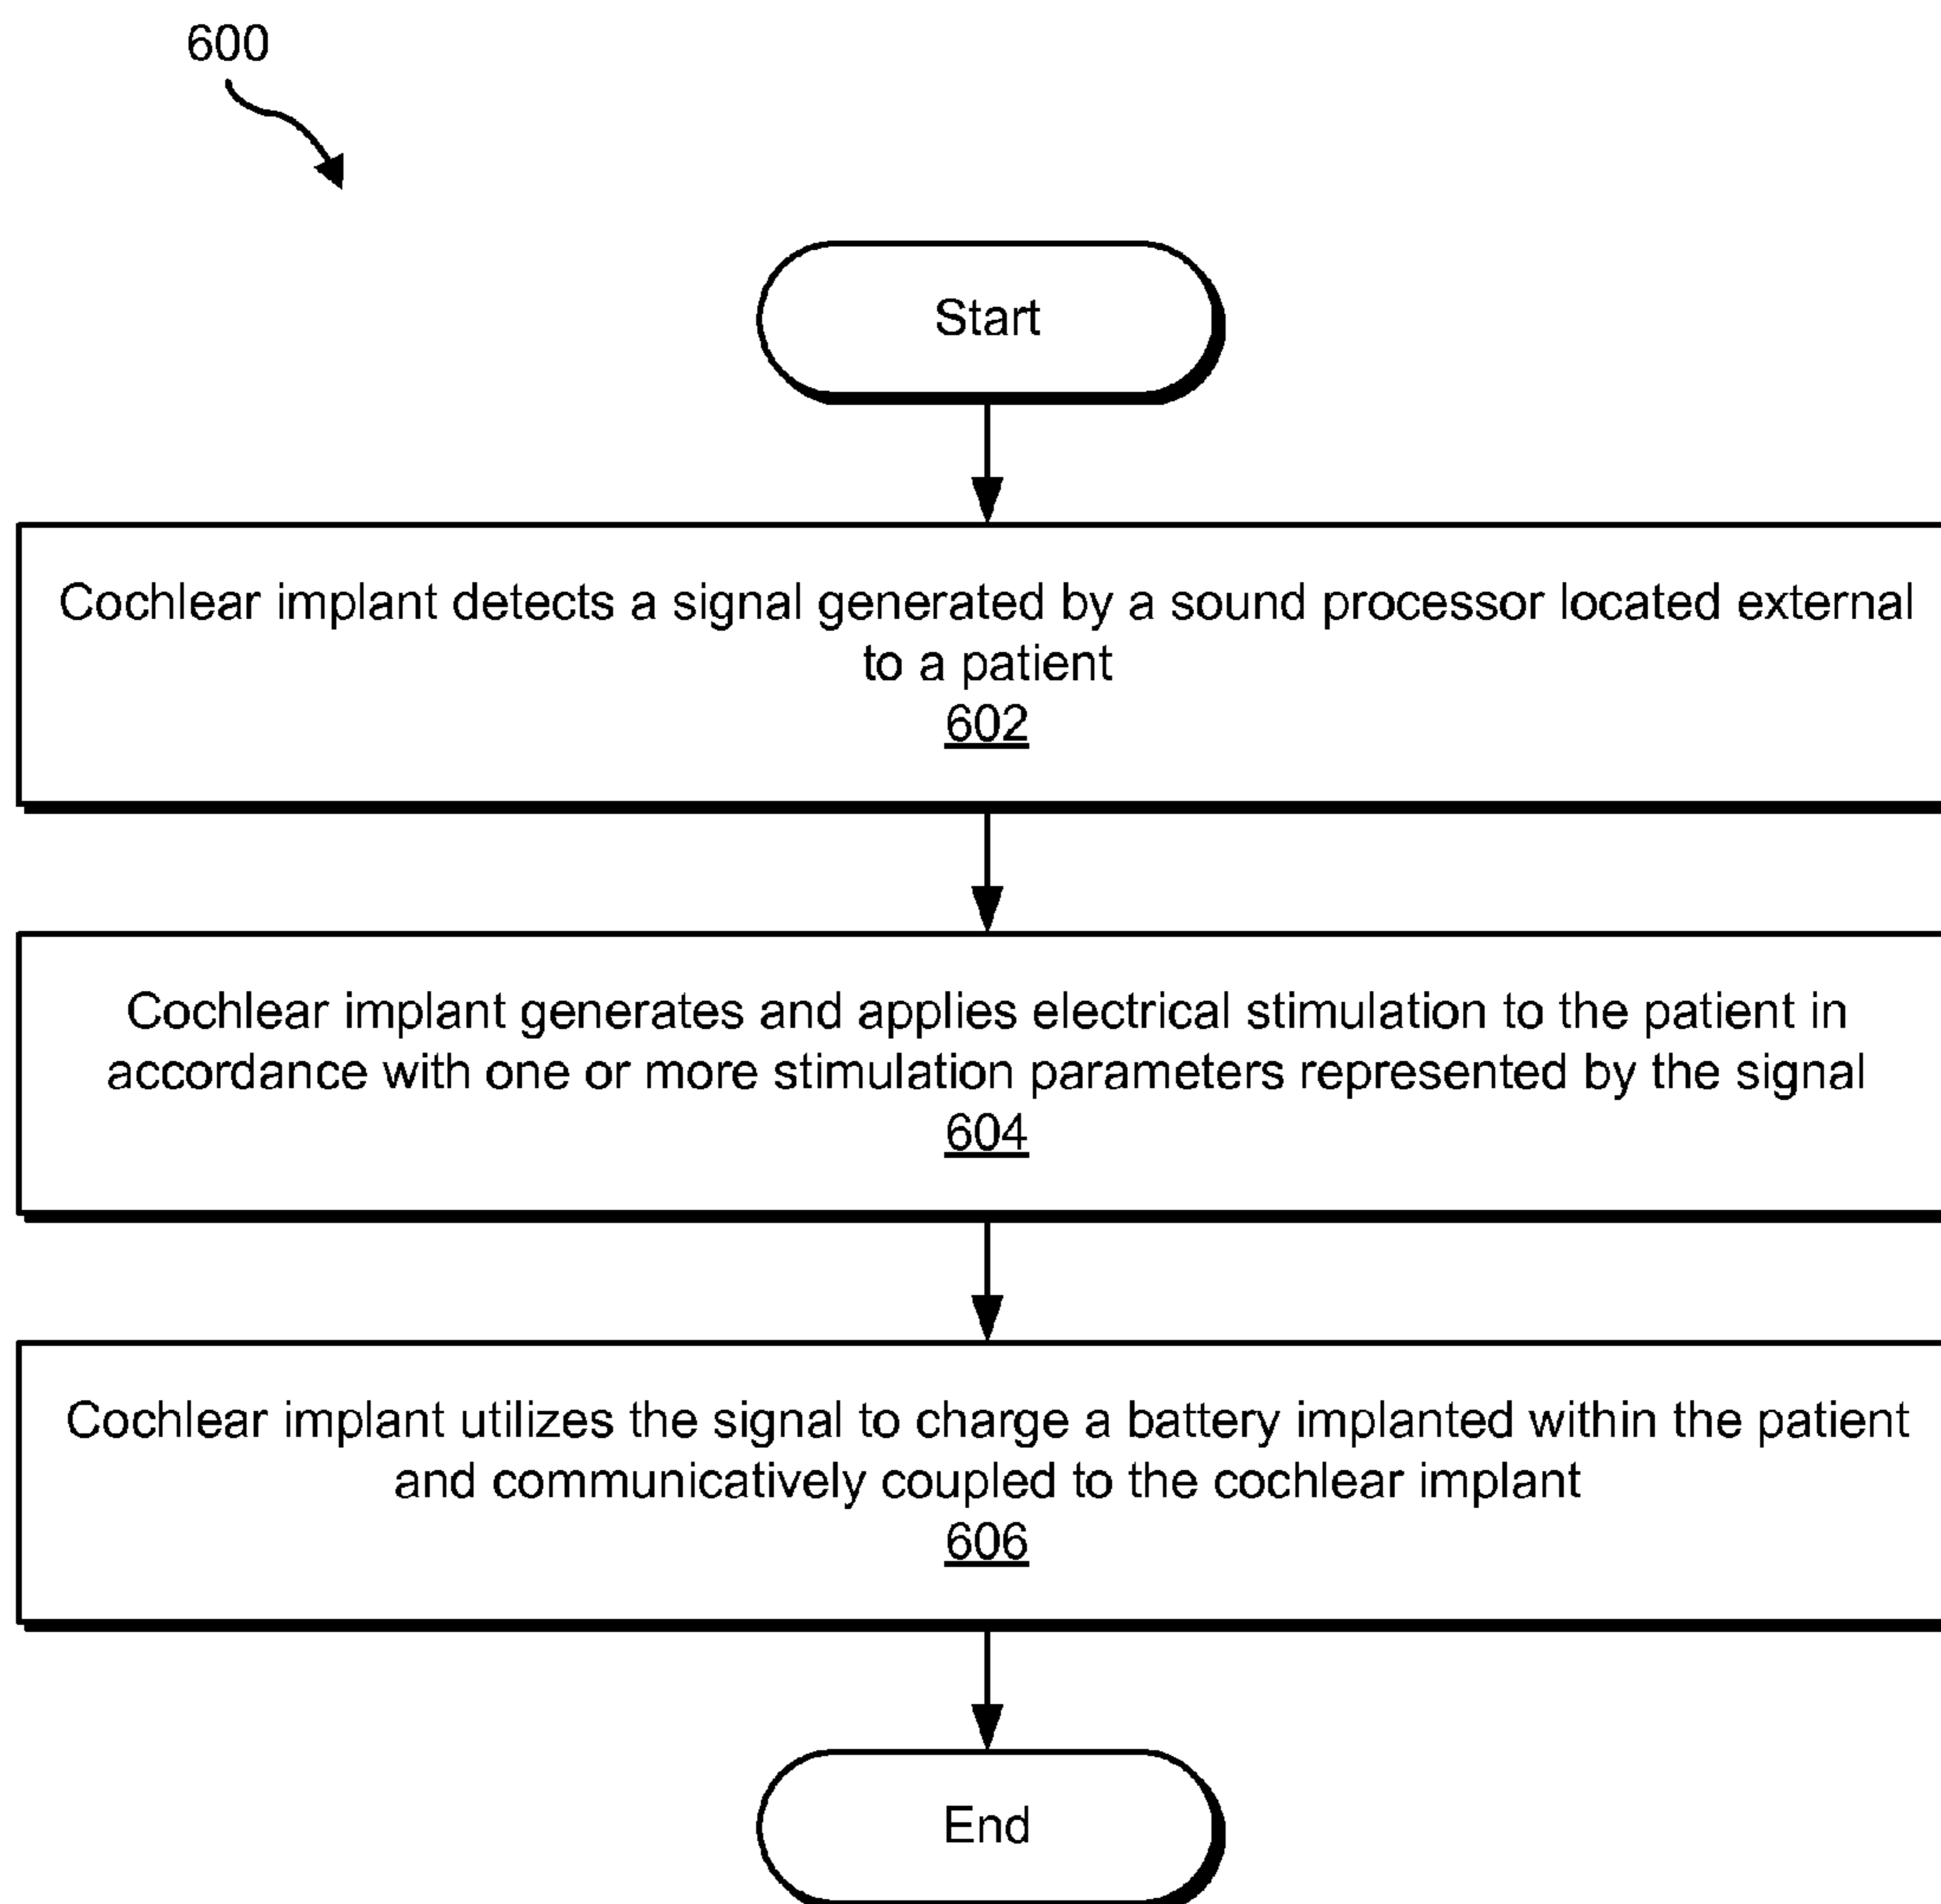 600
Start
Cochlear implant detects a signal generated by a sound processor located external
to a patient
602
Cochlear implant generates and applies electrical stimulation to the patient in
accordance with one or more stimulation parameters represented by the signal
604
Cochlear implant utilizes the signal to charge a battery implanted within the patient
and communicatively coupled to the cochlear implant
606
End